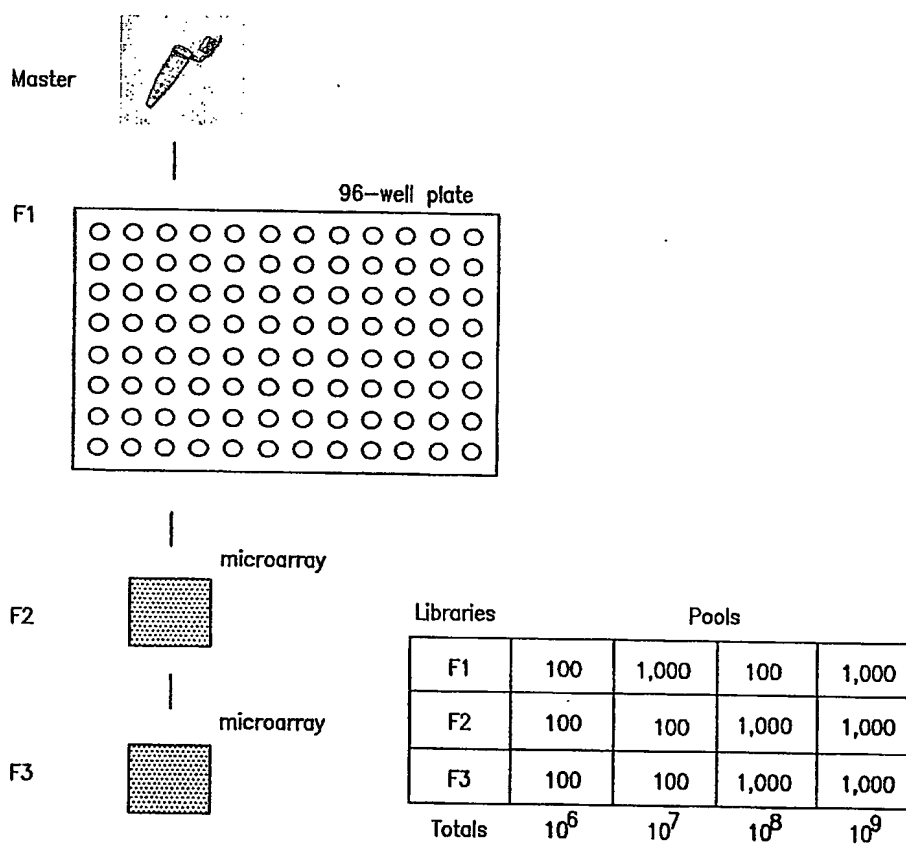 Master
96-well plate
F1
microarray
F2
microarray
F3
Libraries Pools
F1 100 1,000 100 1,000
F2 100 100 1,000 1,000
F3 100 100 1,000 1,000
Totals 10^6 10^7 10^8 10^9